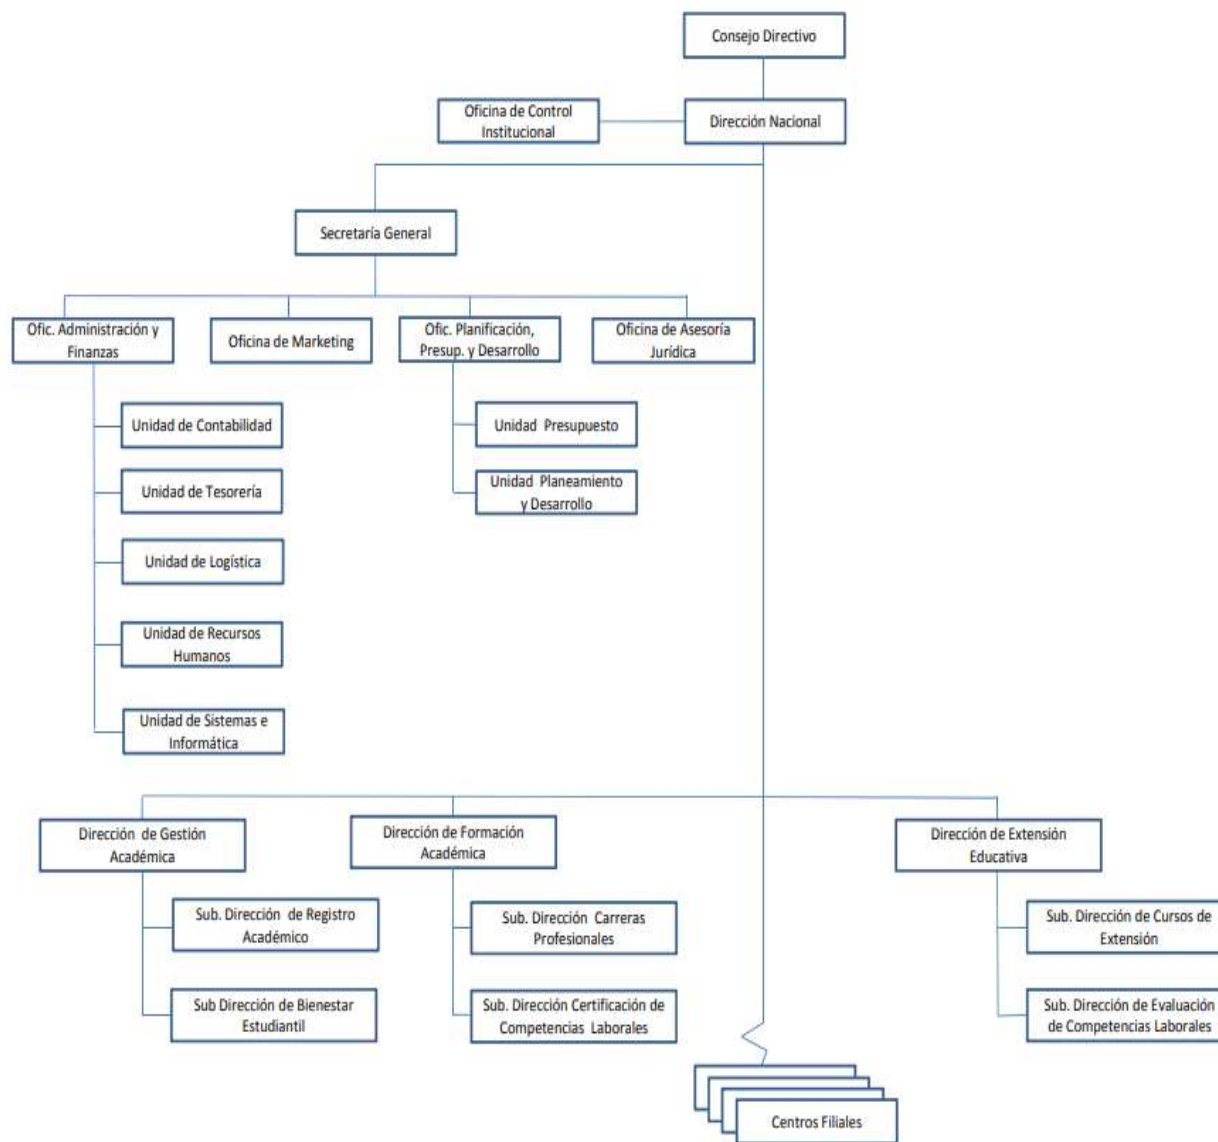 Consejo Directivo
Oficina de Control
Institucional
Dirección Nacional
Secretaría General
Ofic. Administración y
Finanzas
Oficina de Marketing
Ofic. Planificación,
Presup. y Desarrollo
Oficina de Asesoría
Jurídica
Unidad de Contabilidad
Unidad de Tesorería
Unidad de Logística
Unidad de Recursos
Humanos
Unidad de Sistemas e
Informática
Unidad Presupuesto
Unidad Planeamiento
y Desarrollo
Dirección de Gestión
Académica
Sub. Dirección de Registro
Académico
Sub Dirección de Bienestar
Estudiantil
Dirección de Formación
Académica
Sub. Dirección Carreras
Profesionales
Sub. Dirección Certificación de
Competencias Laborales
Dirección de Extensión
Educativa
Sub. Dirección de Cursos de
Extensión
Sub. Dirección de Evaluación
de Competencias Laborales
Centros Filiales